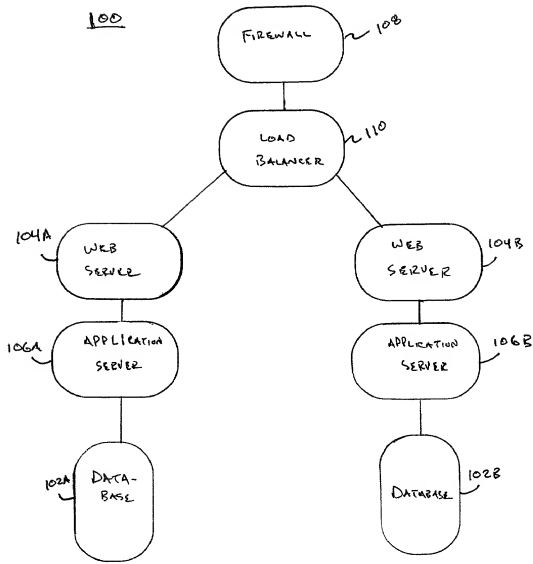 100
FIREWALL
108
LOAD
BALANCER
110
104A
WEB
SERVER
WEB
SERVER
104B
106A
APPLICATION
SERVER
APPLICATION
SERVER
106B
102A
DATA-
BASE
DATABASE
102B